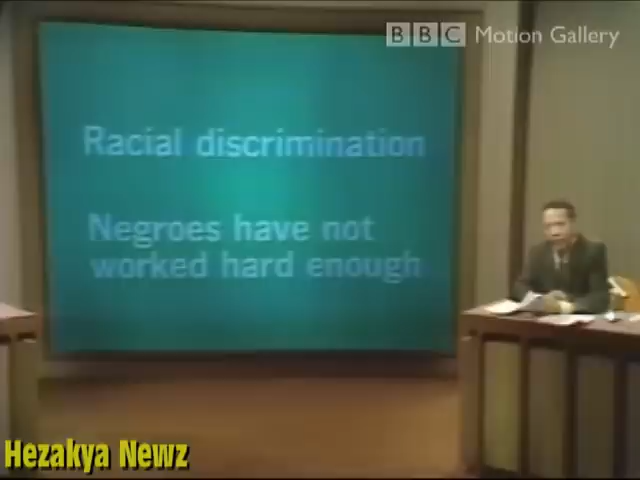 BBC Motion Gallery
Racial discrimination
Negroes have not
worked hard enough
Hezakya Newz